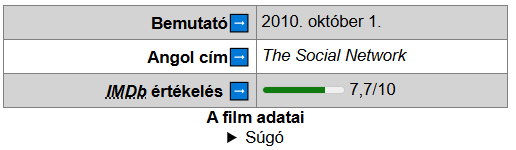 Bemutató ➡ 2010. október 1.
Angol cím ➡ The Social Network
IMDb értékelés ➡ 7,7/10
A film adatai
▶ Súgó